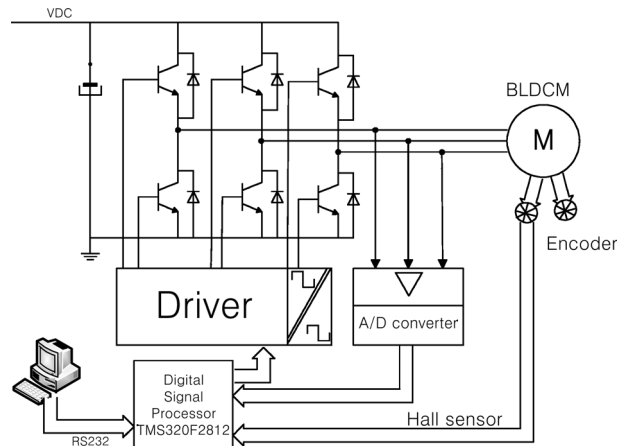 VDC
BLDCM
M
Encoder
Driver
A/D converter
Digital
Signal
Processor
TMS320F2812
Hall sensor
RS232